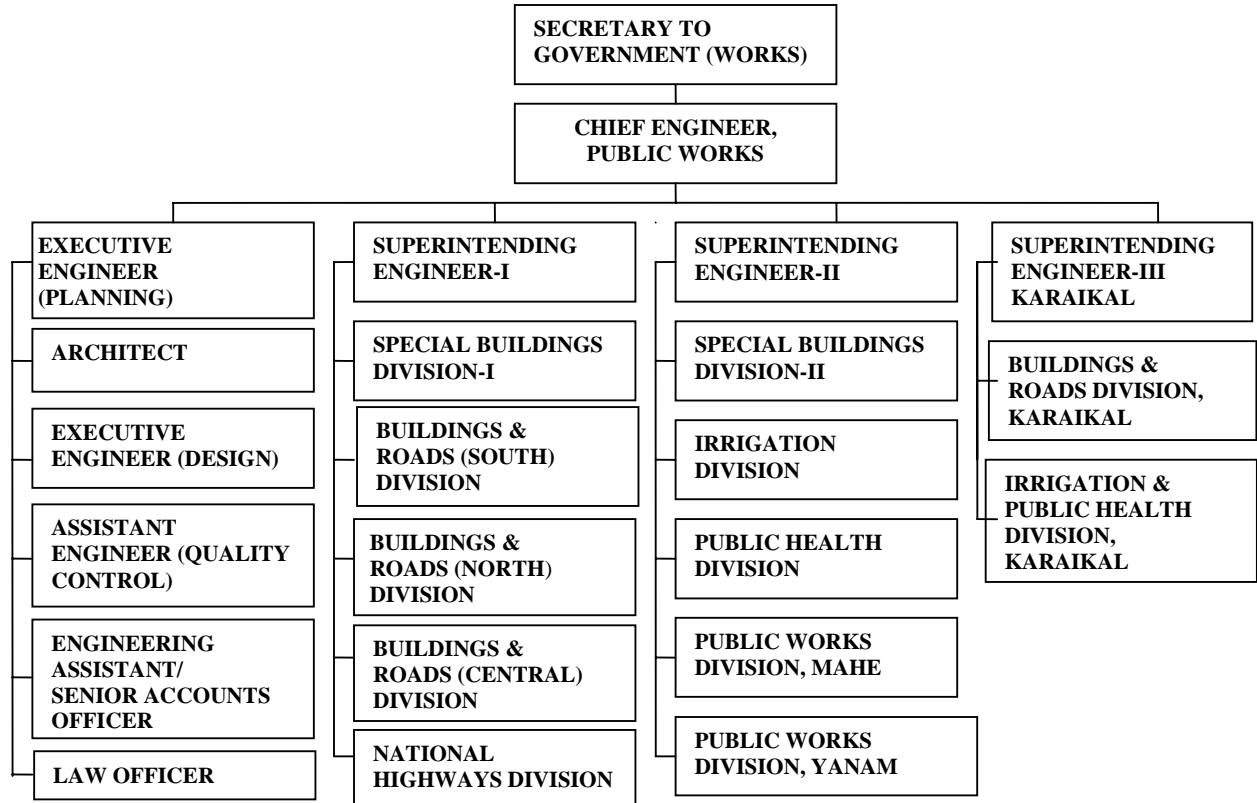 SECRETARY TO
GOVERNMENT (WORKS)
CHIEF ENGINEER,
PUBLIC WORKS
EXECUTIVE
ENGINEER
(PLANNING)
ARCHITECT
EXECUTIVE
ENGINEER (DESIGN)
ASSISTANT
ENGINEER (QUALITY
CONTROL)
ENGINEERING
ASSISTANT/
SENIOR ACCOUNTS
OFFICER
LAW OFFICER
SUPERINTENDING
ENGINEER-I
SPECIAL BUILDINGS
DIVISION-I
BUILDINGS &
ROADS (SOUTH)
DIVISION
BUILDINGS &
ROADS (NORTH)
DIVISION
BUILDINGS &
ROADS (CENTRAL)
DIVISION
NATIONAL
HIGHWAYS DIVISION
SUPERINTENDING
ENGINEER-II
SPECIAL BUILDINGS
DIVISION-II
IRRIGATION
DIVISION
PUBLIC HEALTH
DIVISION
PUBLIC WORKS
DIVISION, MAHE
PUBLIC WORKS
DIVISION, YANAM
SUPERINTENDING
ENGINEER-III
KARAIKAL
BUILDINGS &
ROADS DIVISION,
KARAIKAL
IRRIGATION &
PUBLIC HEALTH
DIVISION,
KARAIKAL